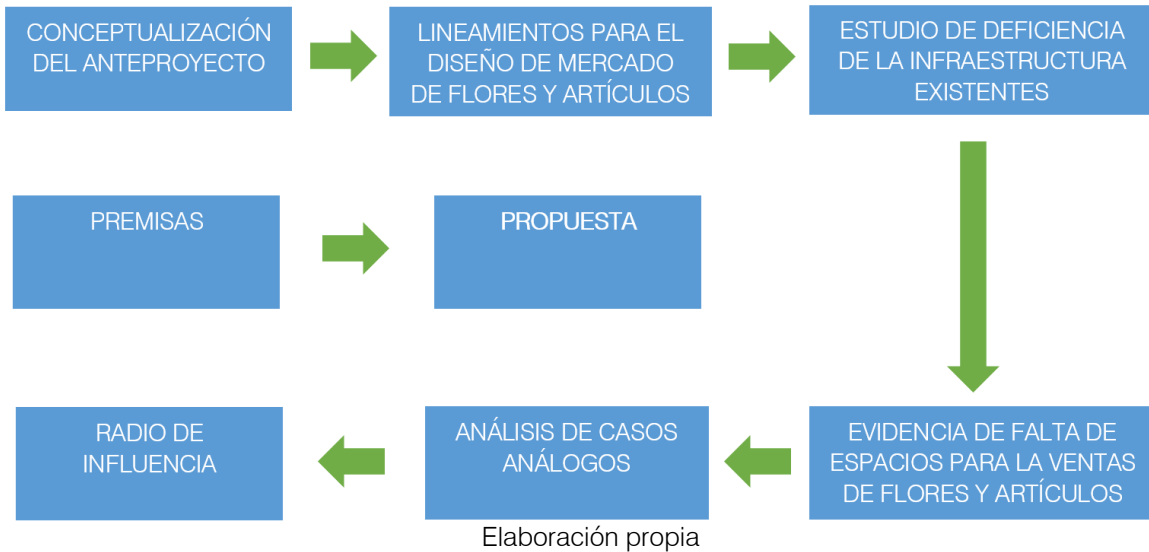 CONCEPTUALIZACIÓN
DEL ANTEPROYECTO
LINEAMIENTOS PARA EL
DISEÑO DE MERCADO
DE FLORES Y ARTÍCULOS
ESTUDIO DE DEFICIENCIA
DE LA INFRAESTRUCTURA
EXISTENTES
PREMISAS
PROPUESTA
RADIO DE
INFLUENCIA
ANÁLISIS DE CASOS
ANÁLOGOS
EVIDENCIA DE FALTA DE
ESPACIOS PARA LA VENTAS
DE FLORES Y ARTÍCULOS
Elaboración propia